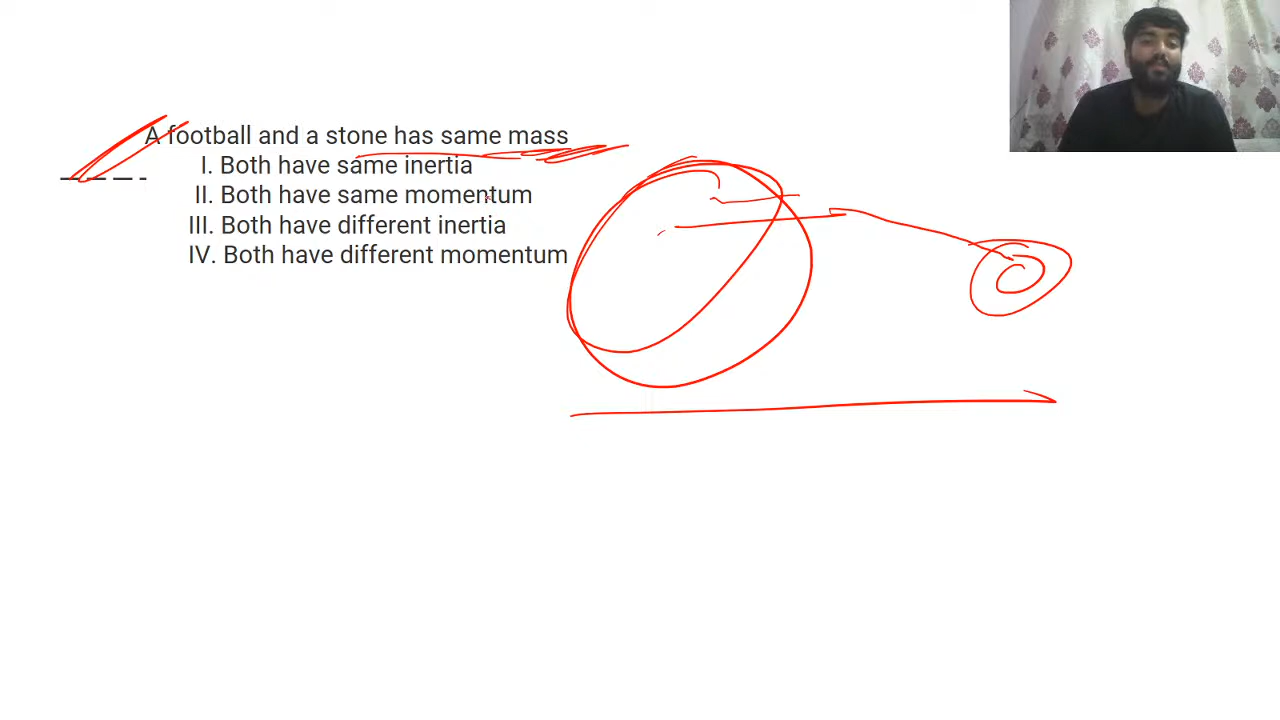 A football and a stone has same mass
____
I. Both have same inertia
II. Both have same momentum
III. Both have different inertia
IV. Both have different momentum